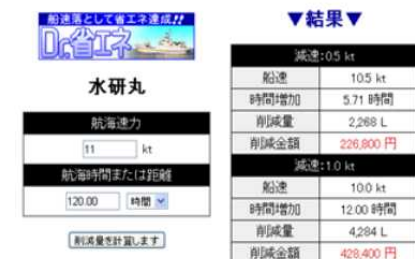 船速落として省エネ達成!!
Dr.省エネ
水研丸
航海速力
11 kt
航海時間または距離
120.00 時間
削減量を計算します
▼結果▼
減速:0.5 kt
船速 10.5 kt
時間増加 5.71 時間
削減量 2,268 L
削減金額 226,800 円
減速:1.0 kt
船速 10.0 kt
時間増加 12.00 時間
削減量 4,284 L
削減金額 428,400 円